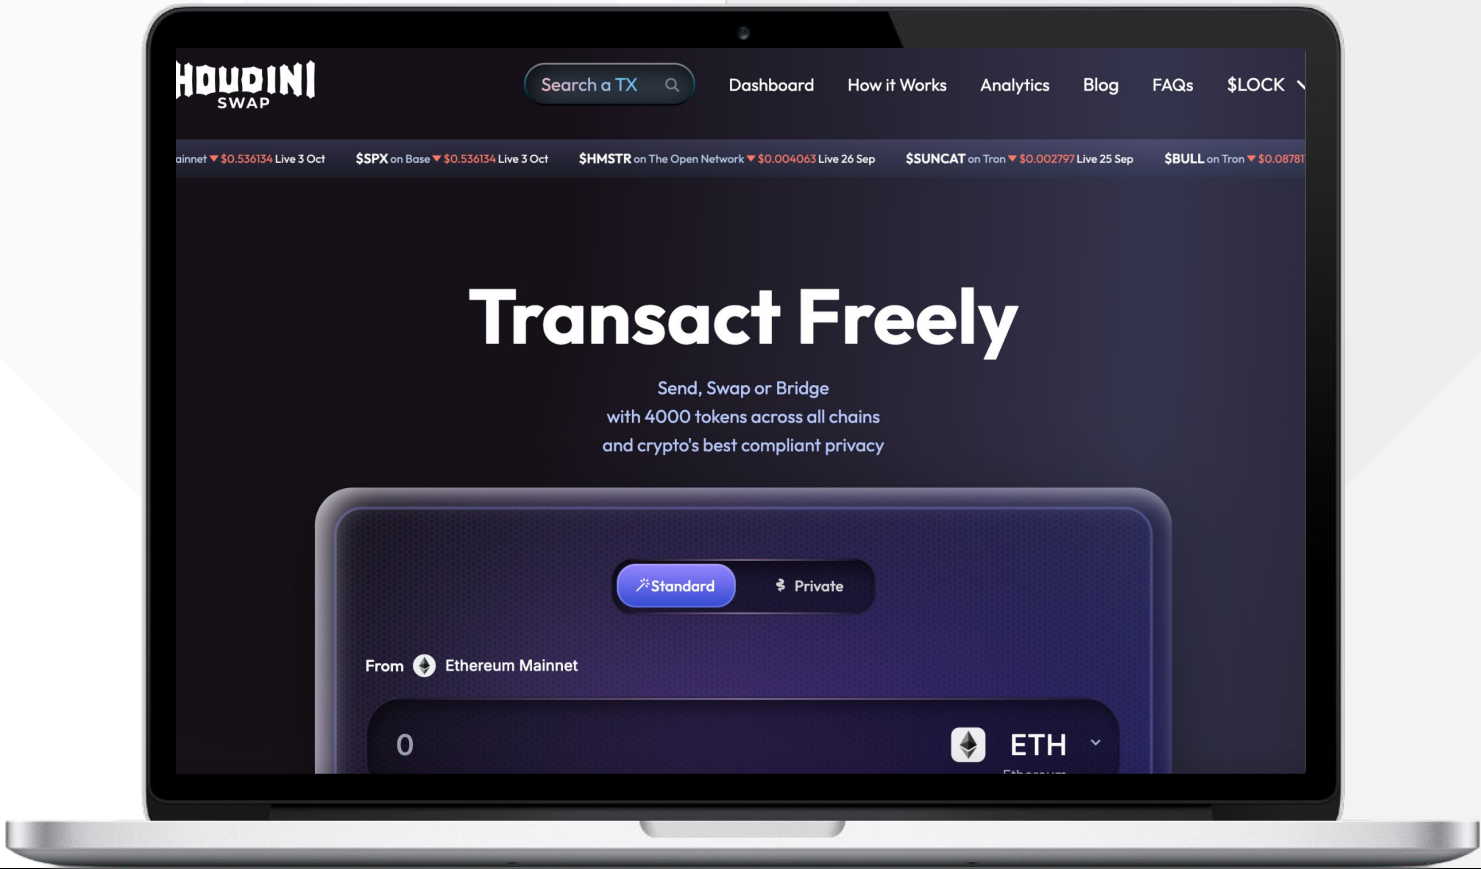 HOUDINI
SWAP
Search a TX
Dashboard
How it Works
Analytics
Blog
FAQs
$LOCK
ainnet $0.536134 Live 3 Oct
$SPX on Base $0.536134 Live 3 Oct
$HMSTR on The Open Network $0.004063 Live 26 Sep
$SUNCAT on Tron $0.002797 Live 25 Sep
$BULL on Tron $0.08781
Transact Freely
Send, Swap or Bridge
with 4000 tokens across all chains
and crypto's best compliant privacy
Standard
Private
From Ethereum Mainnet
0
ETH